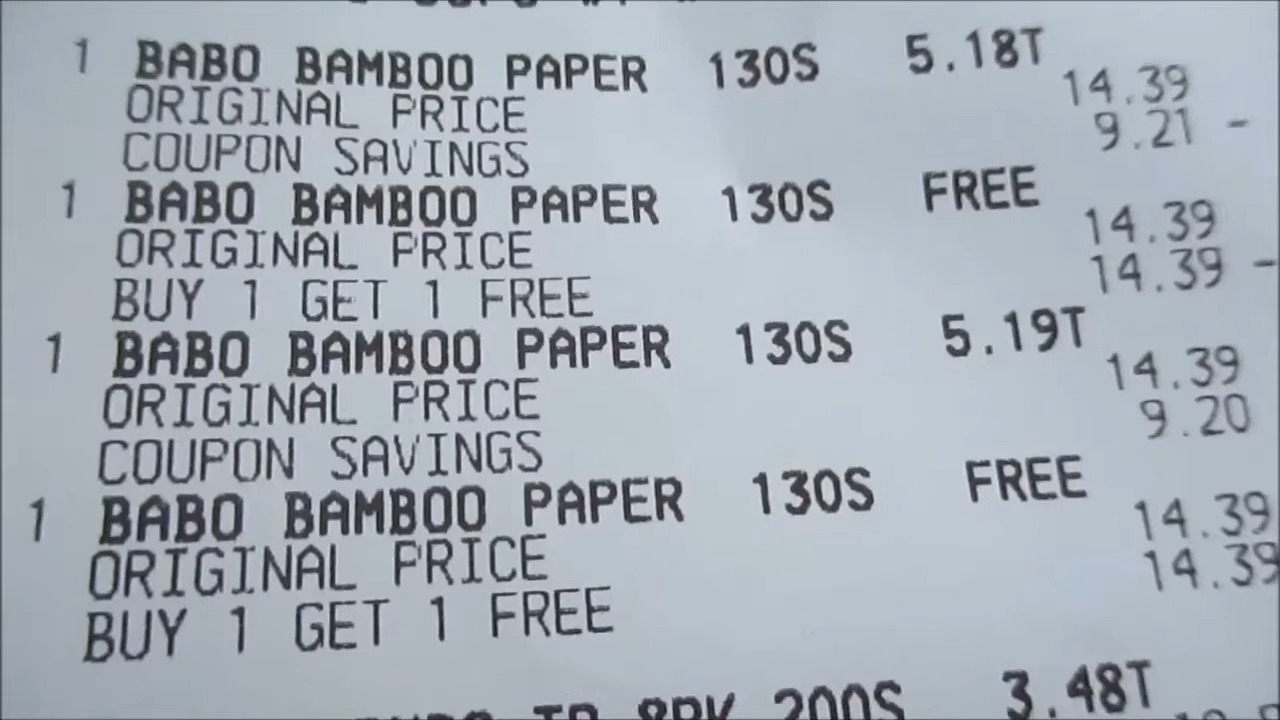 1 BABO BAMBOO PAPER 130S 5.18T
ORIGINAL PRICE 14.39
COUPON SAVINGS 9.21 -
1 BABO BAMBOO PAPER 130S FREE
ORIGINAL PRICE 14.39
BUY 1 GET 1 FREE 14.39 -
1 BABO BAMBOO PAPER 130S 5.19T
ORIGINAL PRICE 14.39
COUPON SAVINGS 9.20
1 BABO BAMBOO PAPER 130S FREE
ORIGINAL PRICE 14.39
BUY 1 GET 1 FREE 14.39
200S 3.48T